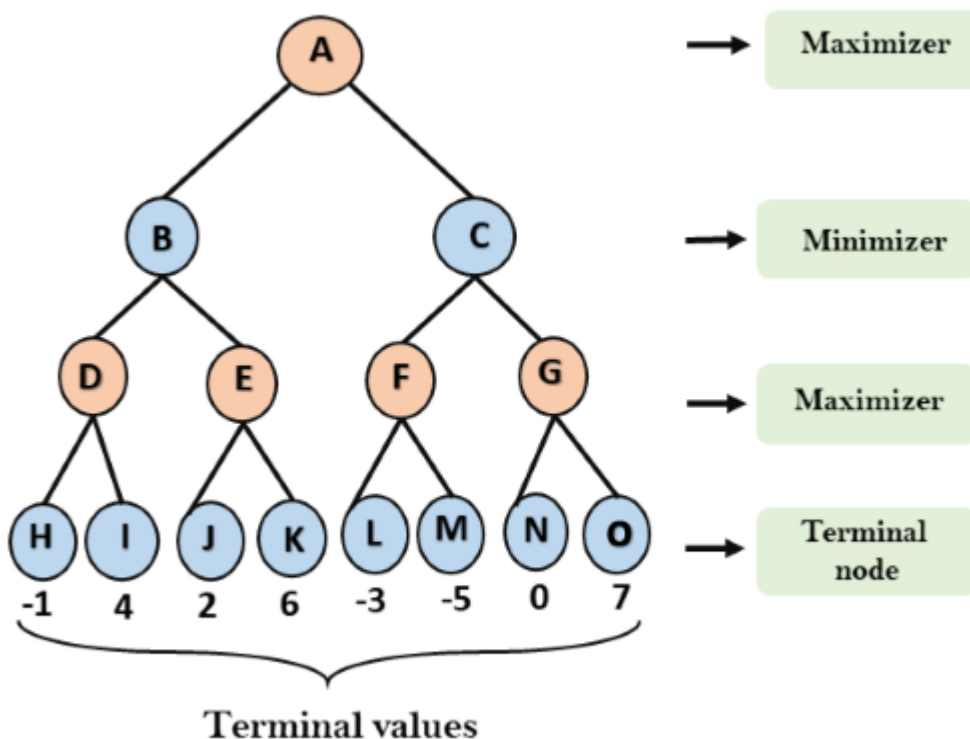 A
Maximizer
B
C
Minimizer
D
E
F
G
Maximizer
H
I
J
K
L
M
N
O
Terminal
node
-1
4
2
6
-3
-5
0
7
Terminal values